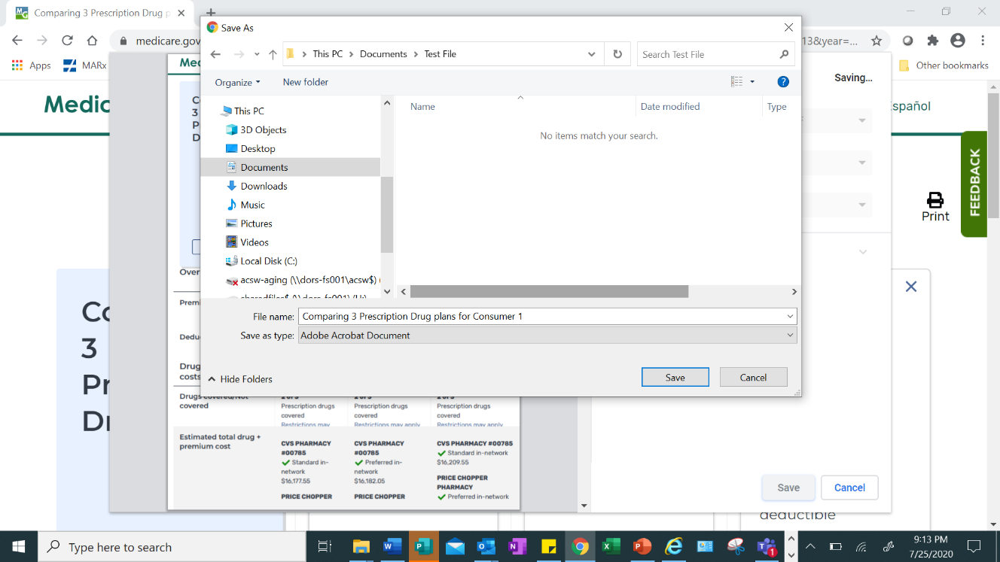 Comparing 3 Prescription Drug p
medicare.gov
13&year=...
Apps
MARx
Other bookmarks
Save As
This PC
Documents
Test File
Search Test File
Organize
New folder
This PC
3D Objects
Desktop
Documents
Downloads
Music
Pictures
Videos
Local Disk (C:)
acsw-aging (\\dors-fs001\acsw$) (
Name
Date modified
Type
No items match your search.
File name:
Comparing 3 Prescription Drug plans for Consumer 1
Save as type:
Adobe Acrobat Document
Hide Folders
Save
Cancel
Medic
Me
Saving...
spañol
FEEDBACK
Print
C
3
P
D
Over
Premi
Dedu
Drug
costs
Co
3
Pr
Dr
Drugs covered/Not
covered
2 of 3
Prescription drugs
covered
Restrictions may
2 of 3
Prescription drugs
covered
Restrictions may apply
2 of 3
Prescription drugs
covered
Restrictions may apply
Estimated total drug +
premium cost
CVS PHARMACY
#00785
Standard in-
network
$16,177.55
PRICE CHOPPER
CVS PHARMACY
#00785
Preferred in-
network
$16,182.05
PRICE CHOPPER
CVS PHARMACY #00785
Standard in-network
$16,209.55
PRICE CHOPPER
PHARMACY
Preferred in-network
Save
Cancel
deductible
Type here to search
1
9:13 PM
7/25/2020